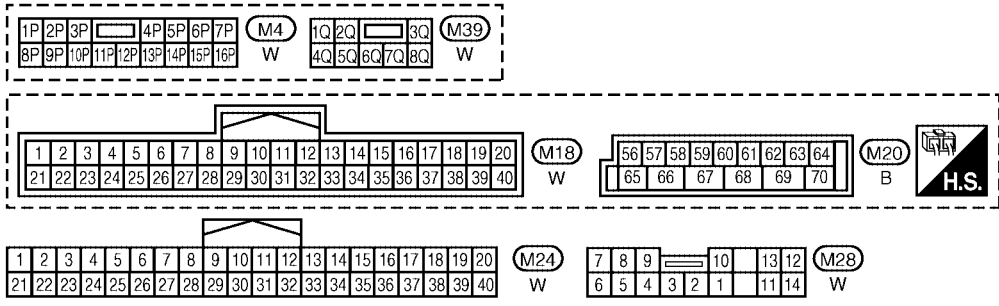 1P 2P 3P 4P 5P 6P 7P M4
8P 9P 10P 11P 12P 13P 14P 15P 16P W
1Q 2Q 3Q M39
4Q 5Q 6Q 7Q 8Q W
1 2 3 4 5 6 7 8 9 10 11 12 13 14 15 16 17 18 19 20 M18
21 22 23 24 25 26 27 28 29 30 31 32 33 34 35 36 37 38 39 40 W
56 57 58 59 60 61 62 63 64 M20
65 66 67 68 69 70 B
H.S.
1 2 3 4 5 6 7 8 9 10 11 12 13 14 15 16 17 18 19 20 M24
21 22 23 24 25 26 27 28 29 30 31 32 33 34 35 36 37 38 39 40 W
7 8 9 10 13 12 M28
6 5 4 3 2 1 11 14 W